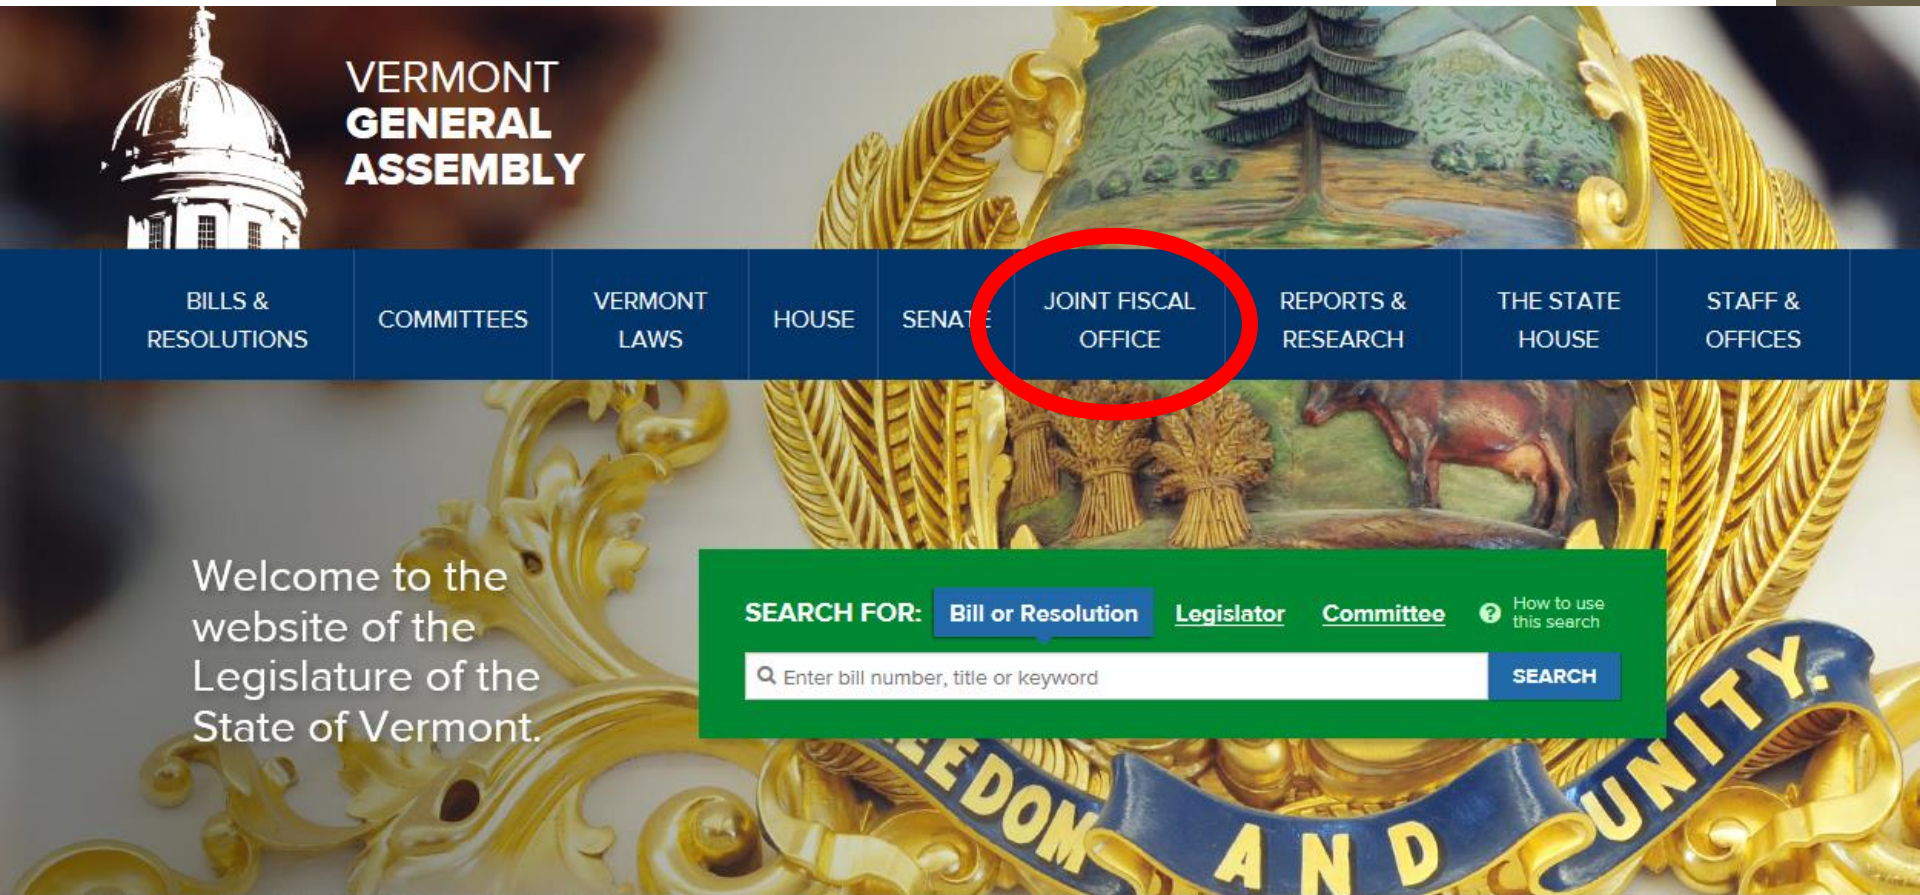 VERMONT
GENERAL
ASSEMBLY
BILLS &
RESOLUTIONS
COMMITTEES
VERMONT
LAWS
HOUSE
SENATE
JOINT FISCAL
OFFICE
REPORTS &
RESEARCH
THE STATE
HOUSE
STAFF &
OFFICES
Welcome to the
website of the
Legislature of the
State of Vermont.
SEARCH FOR: Bill or Resolution Legislator Committee
How to use
this search
Enter bill number, title or keyword SEARCH
AND UNITY.